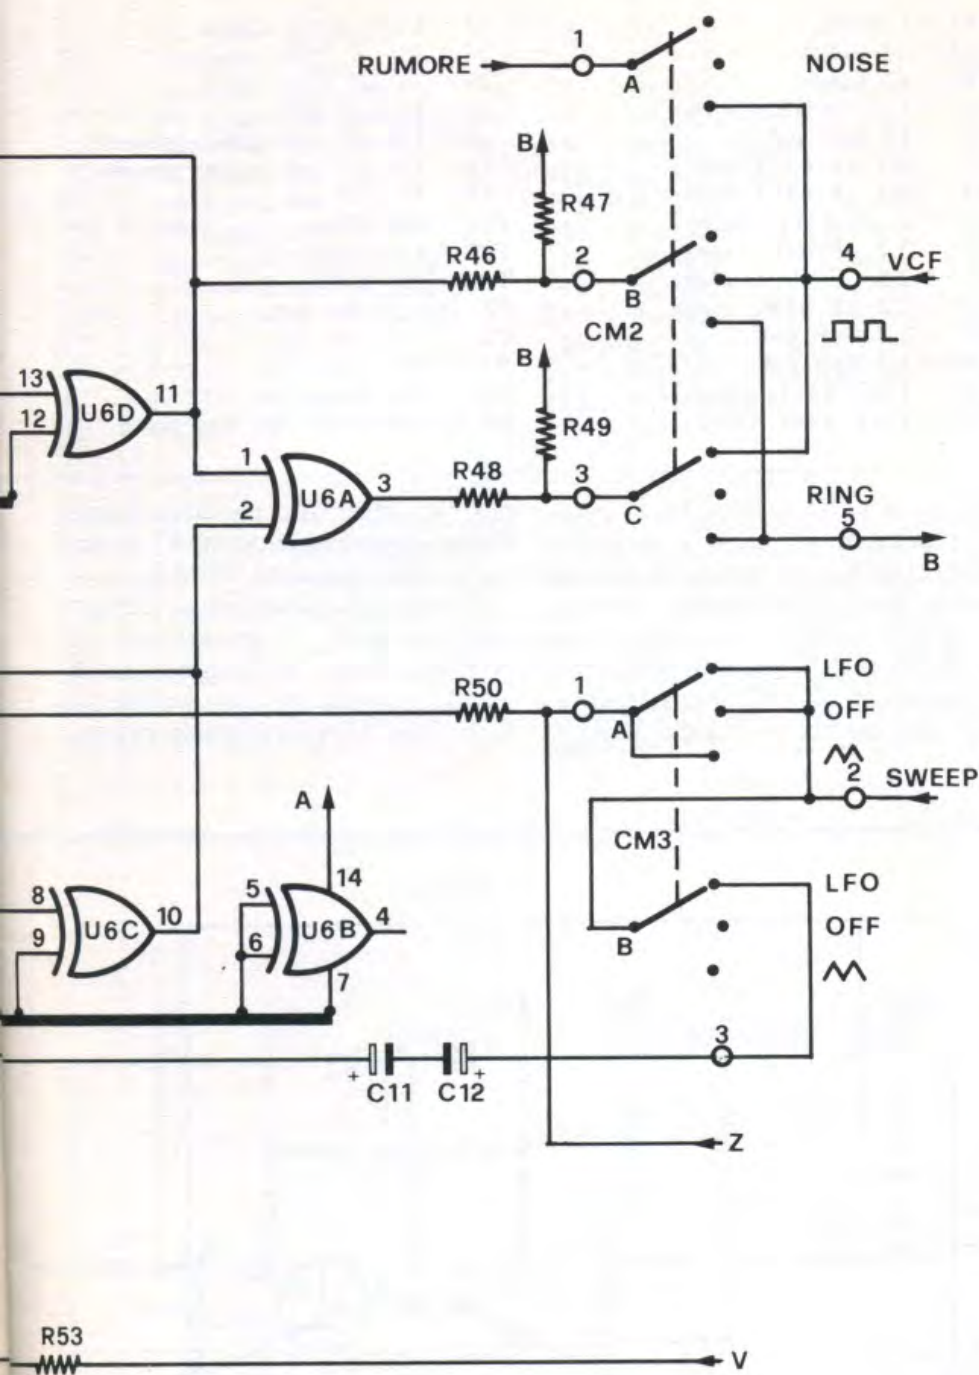 1
RUMORE
A
NOISE
B
R47
R46
2
B
4
VCF
CM2
B
R49
13
12
U6D
11
1
2
U6A
3
R48
3
C
RING
5
B
R50
1
A
LFO
OFF
2
SWEEP
A
CM3
14
8
9
U6C
10
5
6
U6B
4
7
B
LFO
OFF
3
+
C11
C12
+
Z
R53
V